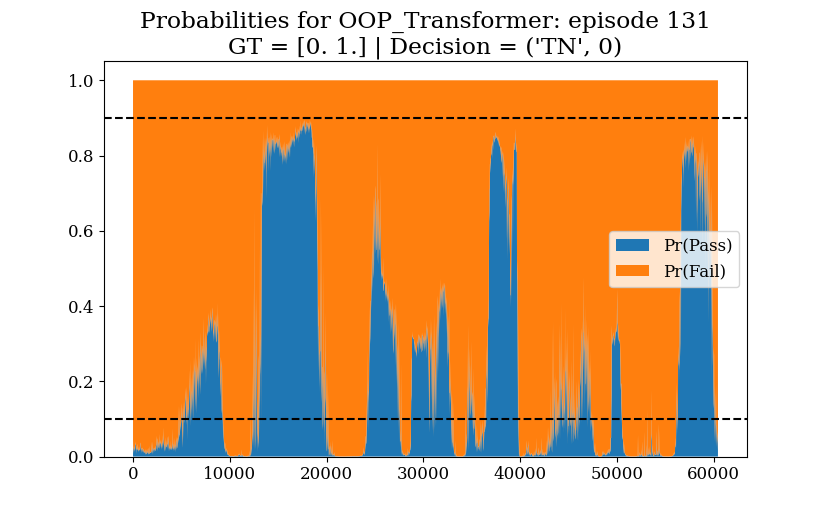 Probabilities for OOP_Transformer: episode 131
GT = [0. 1.] | Decision = ('TN', 0)
1.0
0.8
0.6
0.4
0.2
0.0
Pr(Pass)
Pr(Fail)
0 10000 20000 30000 40000 50000 60000